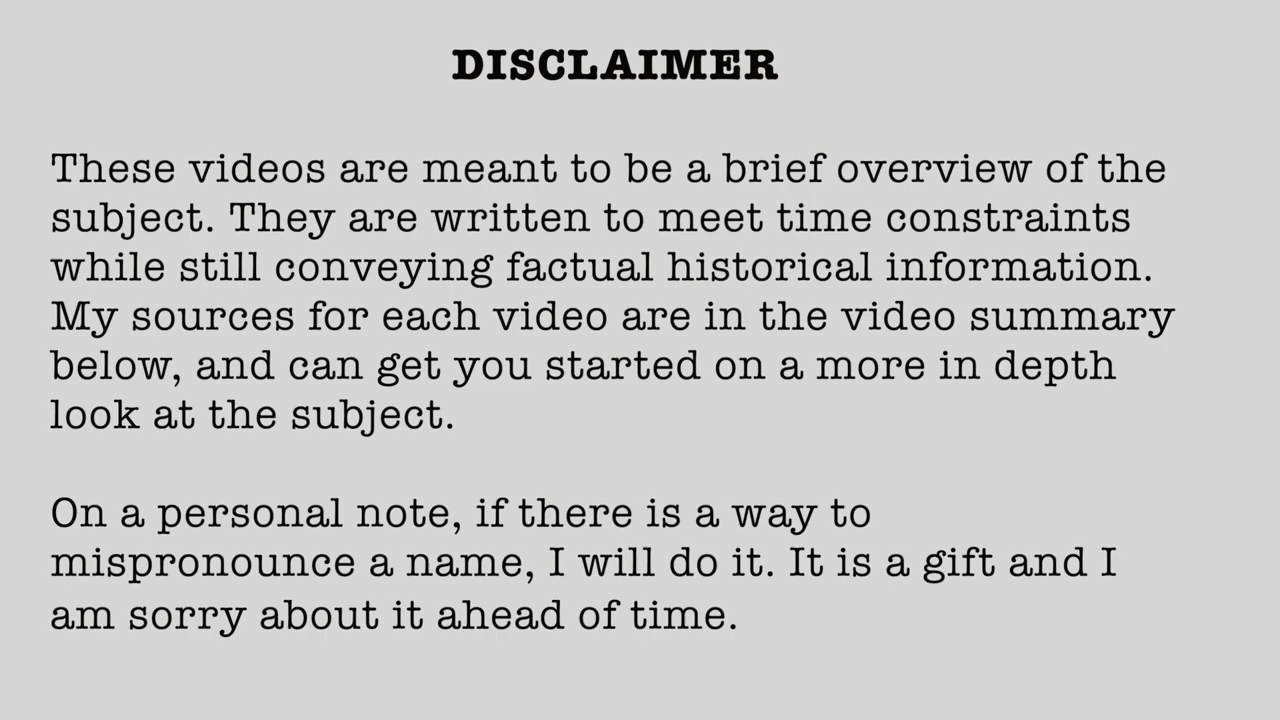 DISCLAIMER
These videos are meant to be a brief overview of the
subject. They are written to meet time constraints
while still conveying factual historical information.
My sources for each video are in the video summary
below, and can get you started on a more in depth
look at the subject.
On a personal note, if there is a way to
mispronounce a name, I will do it. It is a gift and I
am sorry about it ahead of time.